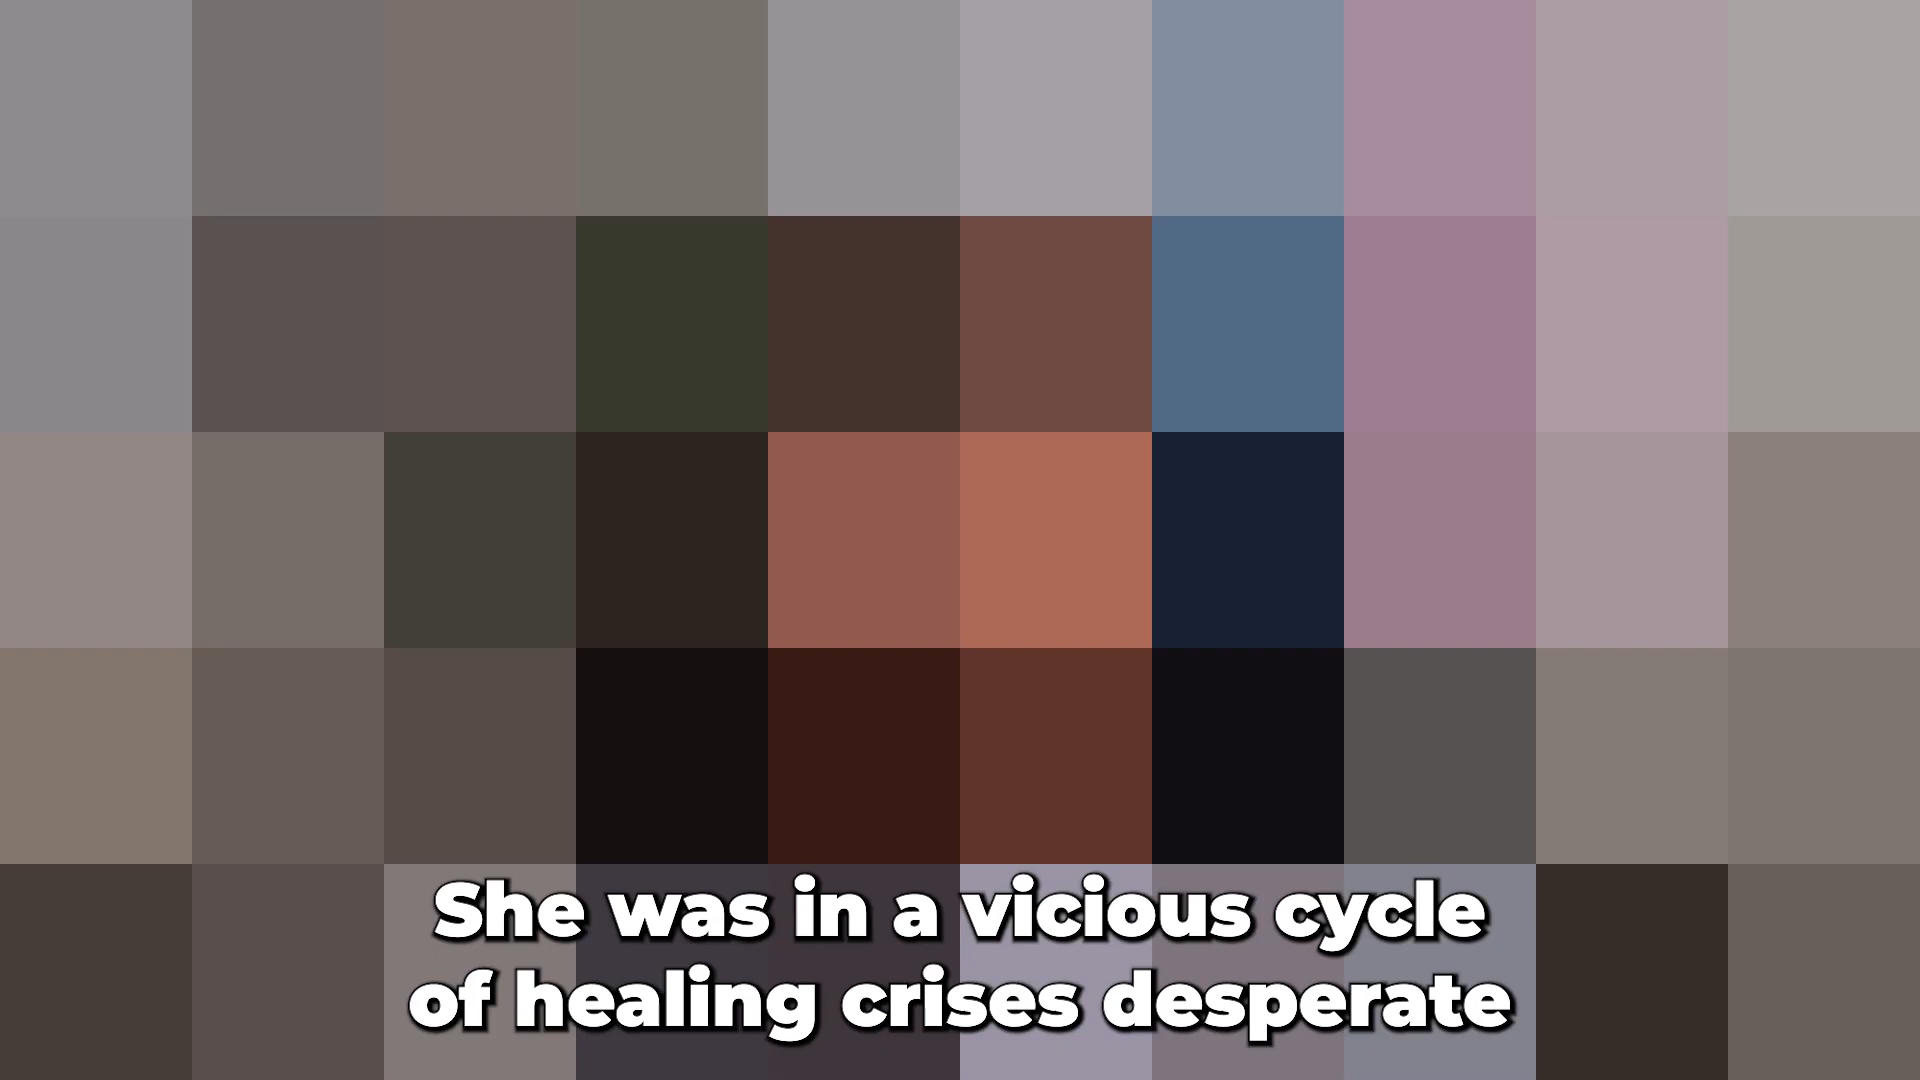 She was in a vicious cycle
of healing crises desperate